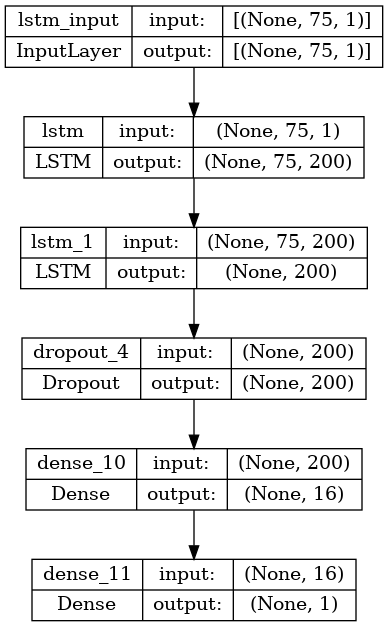 lstm_input input: [(None, 75, 1)]
InputLayer output: [(None, 75, 1)]
lstm input: (None, 75, 1)
LSTM output: (None, 75, 200)
lstm_1 input: (None, 75, 200)
LSTM output: (None, 200)
dropout_4 input: (None, 200)
Dropout output: (None, 200)
dense_10 input: (None, 200)
Dense output: (None, 16)
dense_11 input: (None, 16)
Dense output: (None, 1)